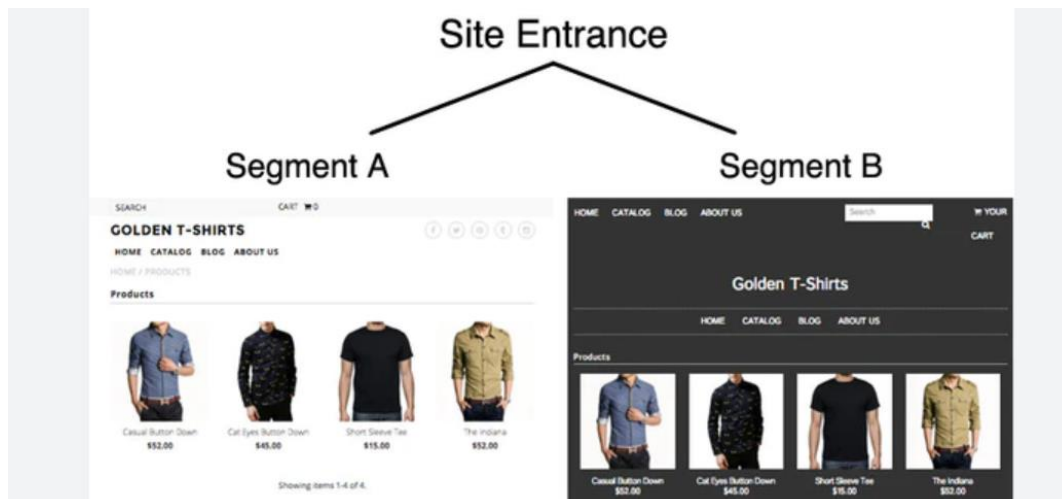 Site Entrance
Segment A
Segment B
SEARCH CART 0
GOLDEN T-SHIRTS
HOME CATALOG BLOG ABOUT US
HOME / PRODUCTS
Products
Casual Button Down Cat Eyes Button Down Short Sleeve Tee The Indiana
$52.00 $45.00 $15.00 $52.00
Showing items 1-4 of 4.
HOME CATALOG BLOG ABOUT US Search YOUR
CART
Golden T-Shirts
HOME CATALOG BLOG ABOUT US
Products
Casual Button Down Cat Eyes Button Down Short Sleeve Tee The Indiana
$52.00 $45.00 $15.00 $52.00